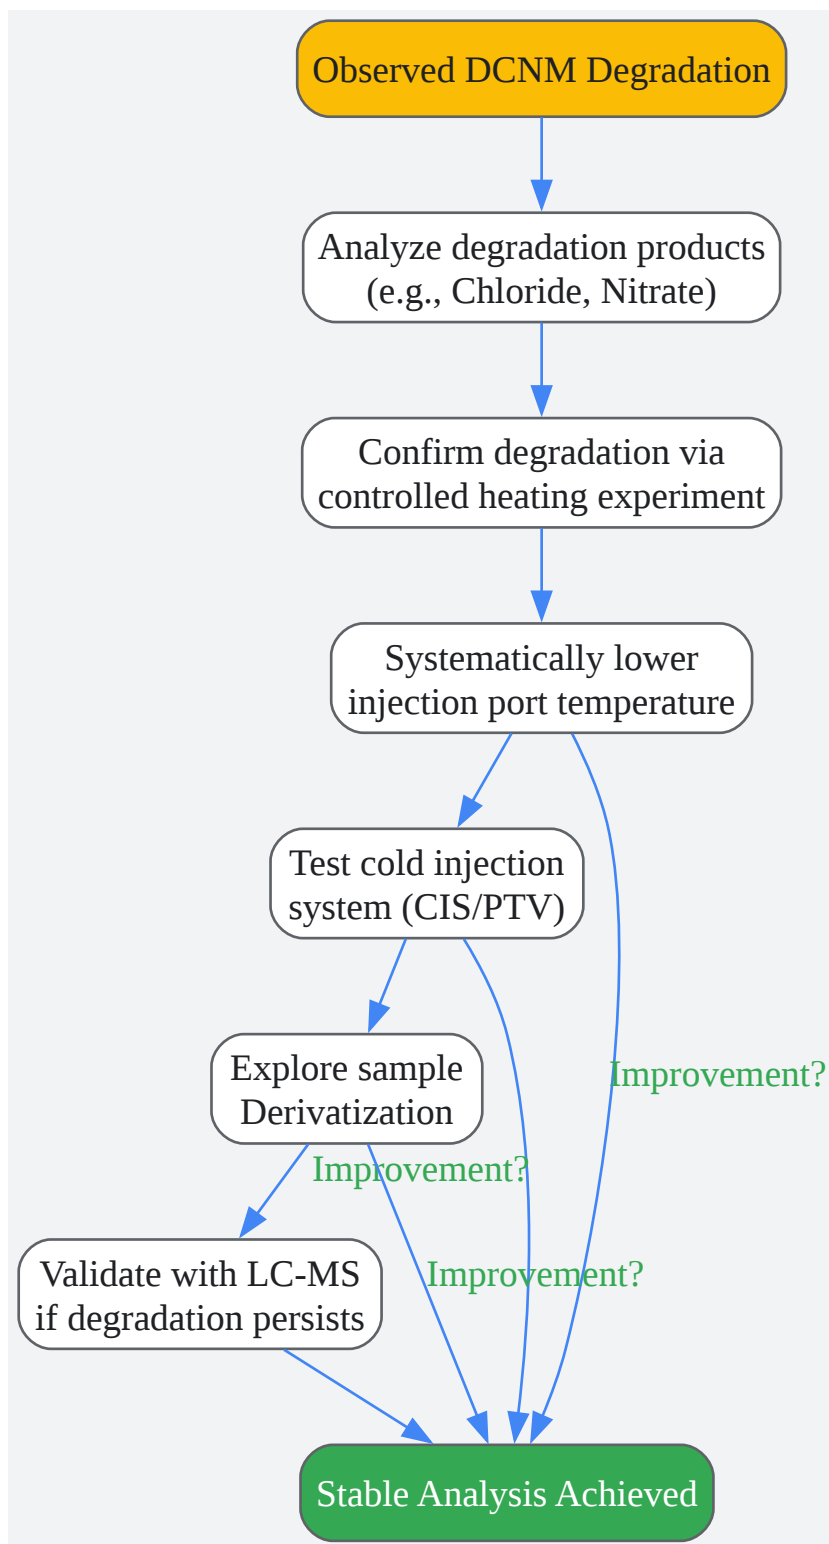 Observed DCNM Degradation
Analyze degradation products
(e.g., Chloride, Nitrate)
Confirm degradation via
controlled heating experiment
Systematically lower
injection port temperature
Test cold injection
system (CIS/PTV)
Explore sample
Derivatization
Improvement?
Improvement?
Validate with LC-MS
if degradation persists
Improvement?
Stable Analysis Achieved